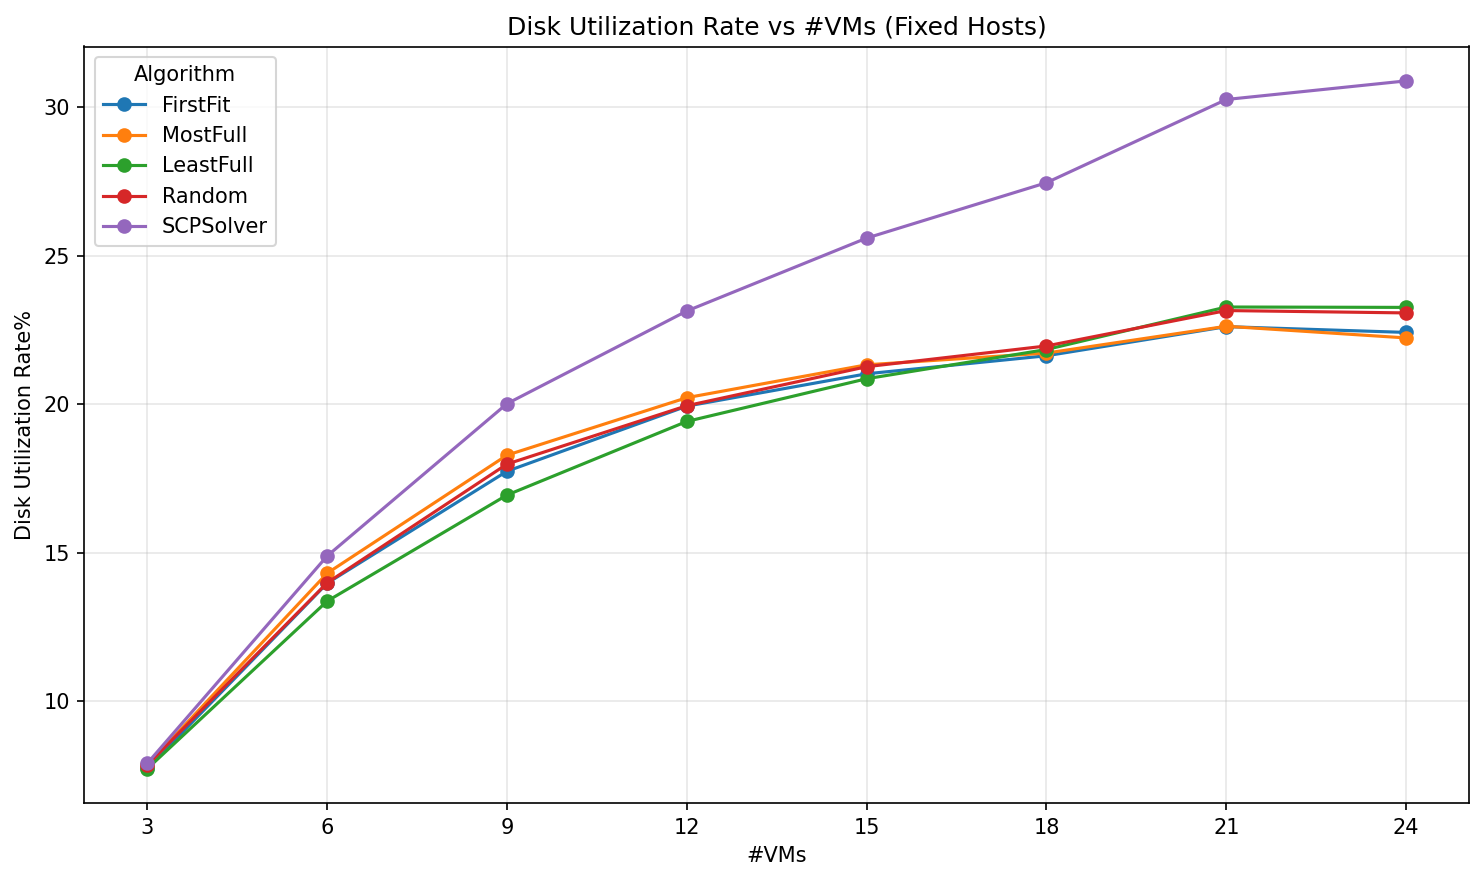 Disk Utilization Rate vs #VMs (Fixed Hosts)
Algorithm
FirstFit
MostFull
LeastFull
Random
SCPSolver
Disk Utilization Rate%
30
25
20
15
10
3 6 9 12 15 18 21 24
#VMs